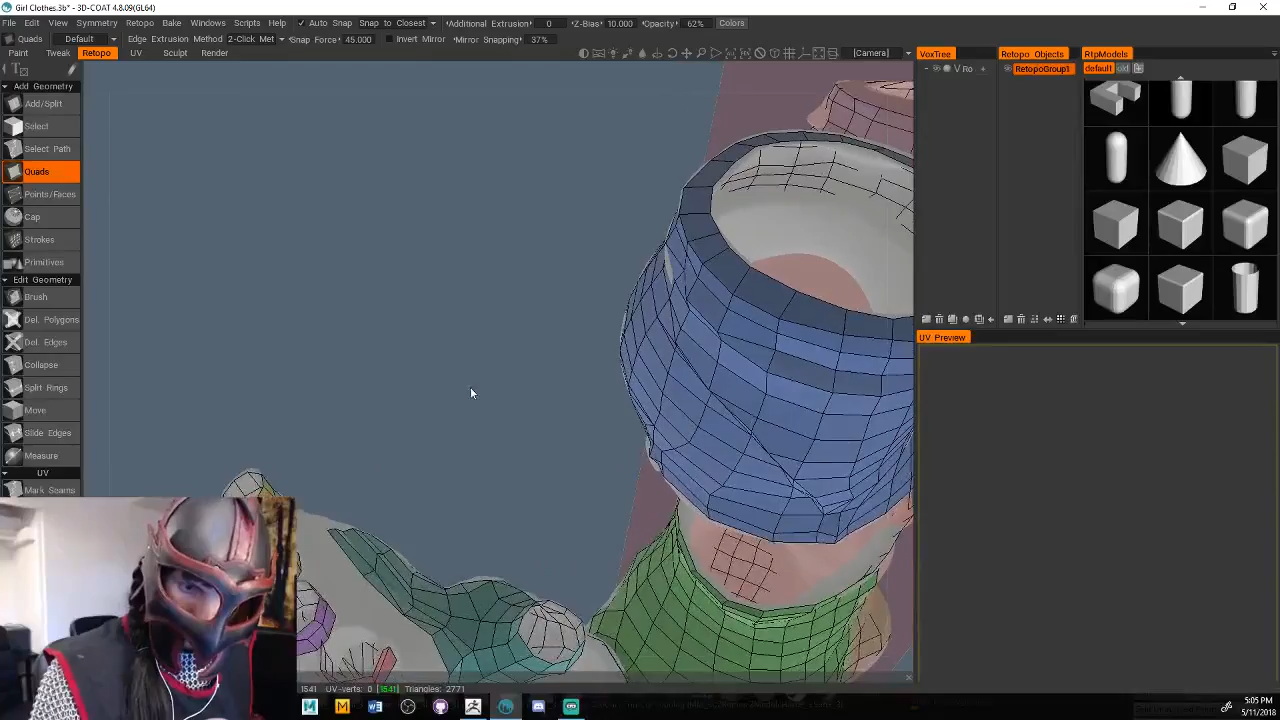 Girl Clothes.3b* - 3D-COAT 4.8.09(GL64)
File Edit View Symmetry Retopo Bake Windows Scripts Help Auto Snap Snap to Closest Additional Extrusion 0 Z-Bias 10.000 Opacity 62% Colors
Quads Default Edge Extrusion Method 2-Click Met Snap Force 45.000 Invert Mirror Mirror Snapping 37%
Paint Tweak Retopo UV Sculpt Render [Camera] VoxTree Retopo Objects RtpModels
V Ro + RetopoGroup1 default
Add Geometry
Add/Split
Select
Select Path
Quads
Points/Faces
Cap
Strokes
Primitives
Edit Geometry
Brush
Del. Polygons
Del. Edges
Collapse
Split Rings
Move
Slide Edges
Measure
UV
Mark Seams
UV Preview
1541 UV-verts: 0 [1541] Triangles: 2771
5:05 PM
5/11/2018